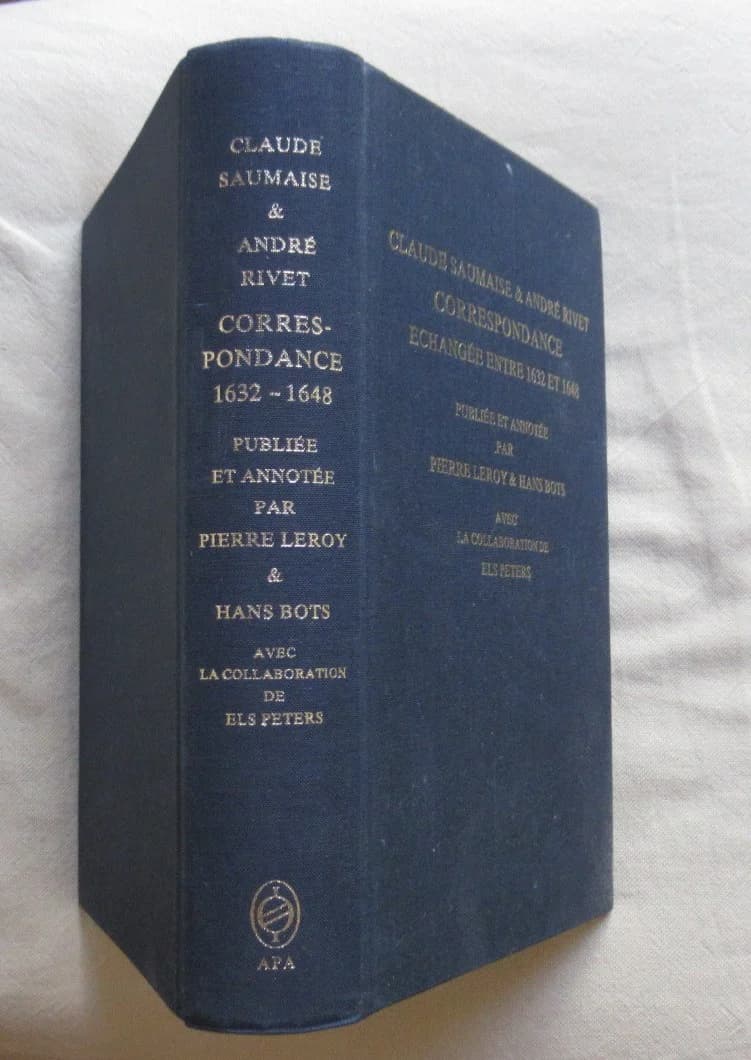 CLAUDE
SAUMAISE
&
ANDRÉ
RIVET
CORRES-
PONDANCE
1632-1648
PUBLIÉE
ET ANNOTÉE
PAR
PIERRE LEROY
&
HANS BOTS
AVEC
LA COLLABORATION
DE
ELS PETERS
APA
CLAUDE SAUMAISE & ANDRÉ RIVET
CORRESPONDANCE
ECHANGÉE ENTRE 1632 ET 1648
PUBLIÉE ET ANNOTÉE
PAR
PIERRE LEROY & HANS BOTS
AVEC
LA COLLABORATION DE
ELS PETERS